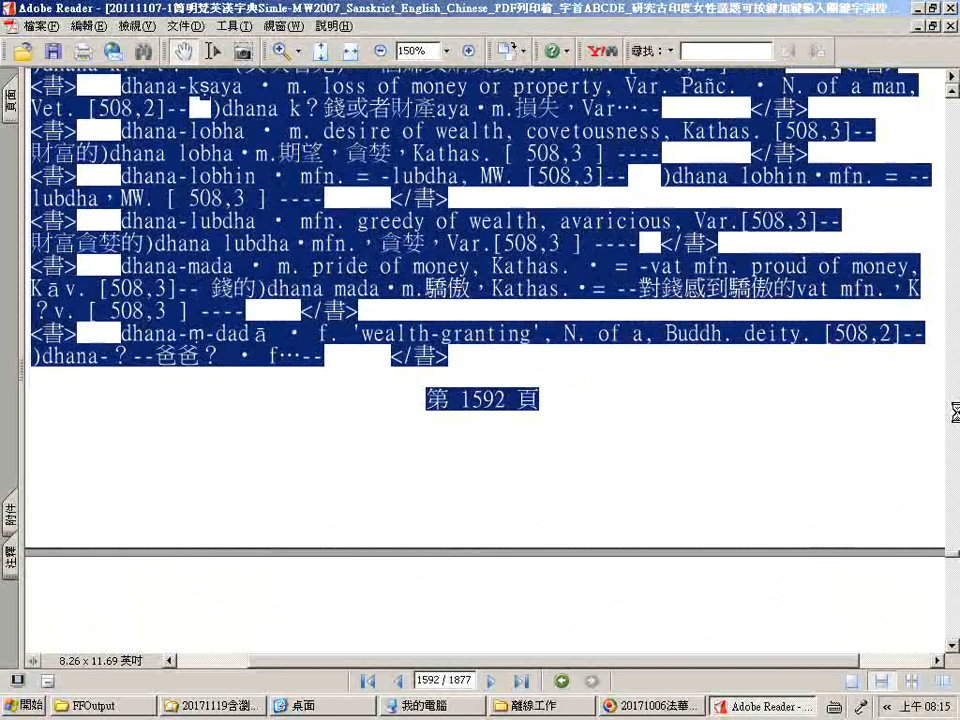 Adobe Reader - [20111107-1簡明梵英漢字典Simle-MW2007_Sanskrict_English_Chinese_PDF列印檔_字首ABCDE_研究古印度女性議題可按鍵加鍵輸入關鍵字詞搜...
檔案(F) 編輯(E) 檢視(V) 文件(D) 工具(T) 視窗(W) 說明(H)
150% 尋找：
頁面
<書> dhana-kṣaya · m. loss of money or property, Var. Pañc. · N. of a man,
Vet. [508,2]-- )dhana k？錢或者財產aya·m.損失，Var…-- </書>
<書> dhana-lobha · m. desire of wealth, covetousness, Kathas. [508,3]--
財富的)dhana lobha·m.期望，貪婪，Kathas. [ 508,3 ] ---- </書>
<書> dhana-lobhin · mfn. = -lubdha, MW. [508,3]-- )dhana lobhin·mfn. = --
lubdha，MW. [ 508,3 ] ---- </書>
<書> dhana-lubdha · mfn. greedy of wealth, avaricious, Var.[508,3]--
財富貪婪的)dhana lubdha·mfn.，貪婪，Var.[508,3 ] ---- </書>
<書> dhana-mada · m. pride of money, Kathas. · = -vat mfn. proud of money,
Kāv. [508,3]-- 錢的)dhana mada·m.驕傲，Kathas.·= --對錢感到驕傲的vat mfn.，K
？v. [ 508,3 ] ---- </書>
<書> dhana-ṃ-dadā · f. 'wealth-granting', N. of a, Buddh. deity. [508,2]--
)dhana-？--爸爸？ · f…-- </書>
第 1592 頁
附件
注釋
8.26 x 11.69 英吋
1592 / 1877
開始 FFOutput 20171119含瀏... 桌面 我的電腦 離線工作 20171006法華... Adobe Reader - ... « 上午 08:15